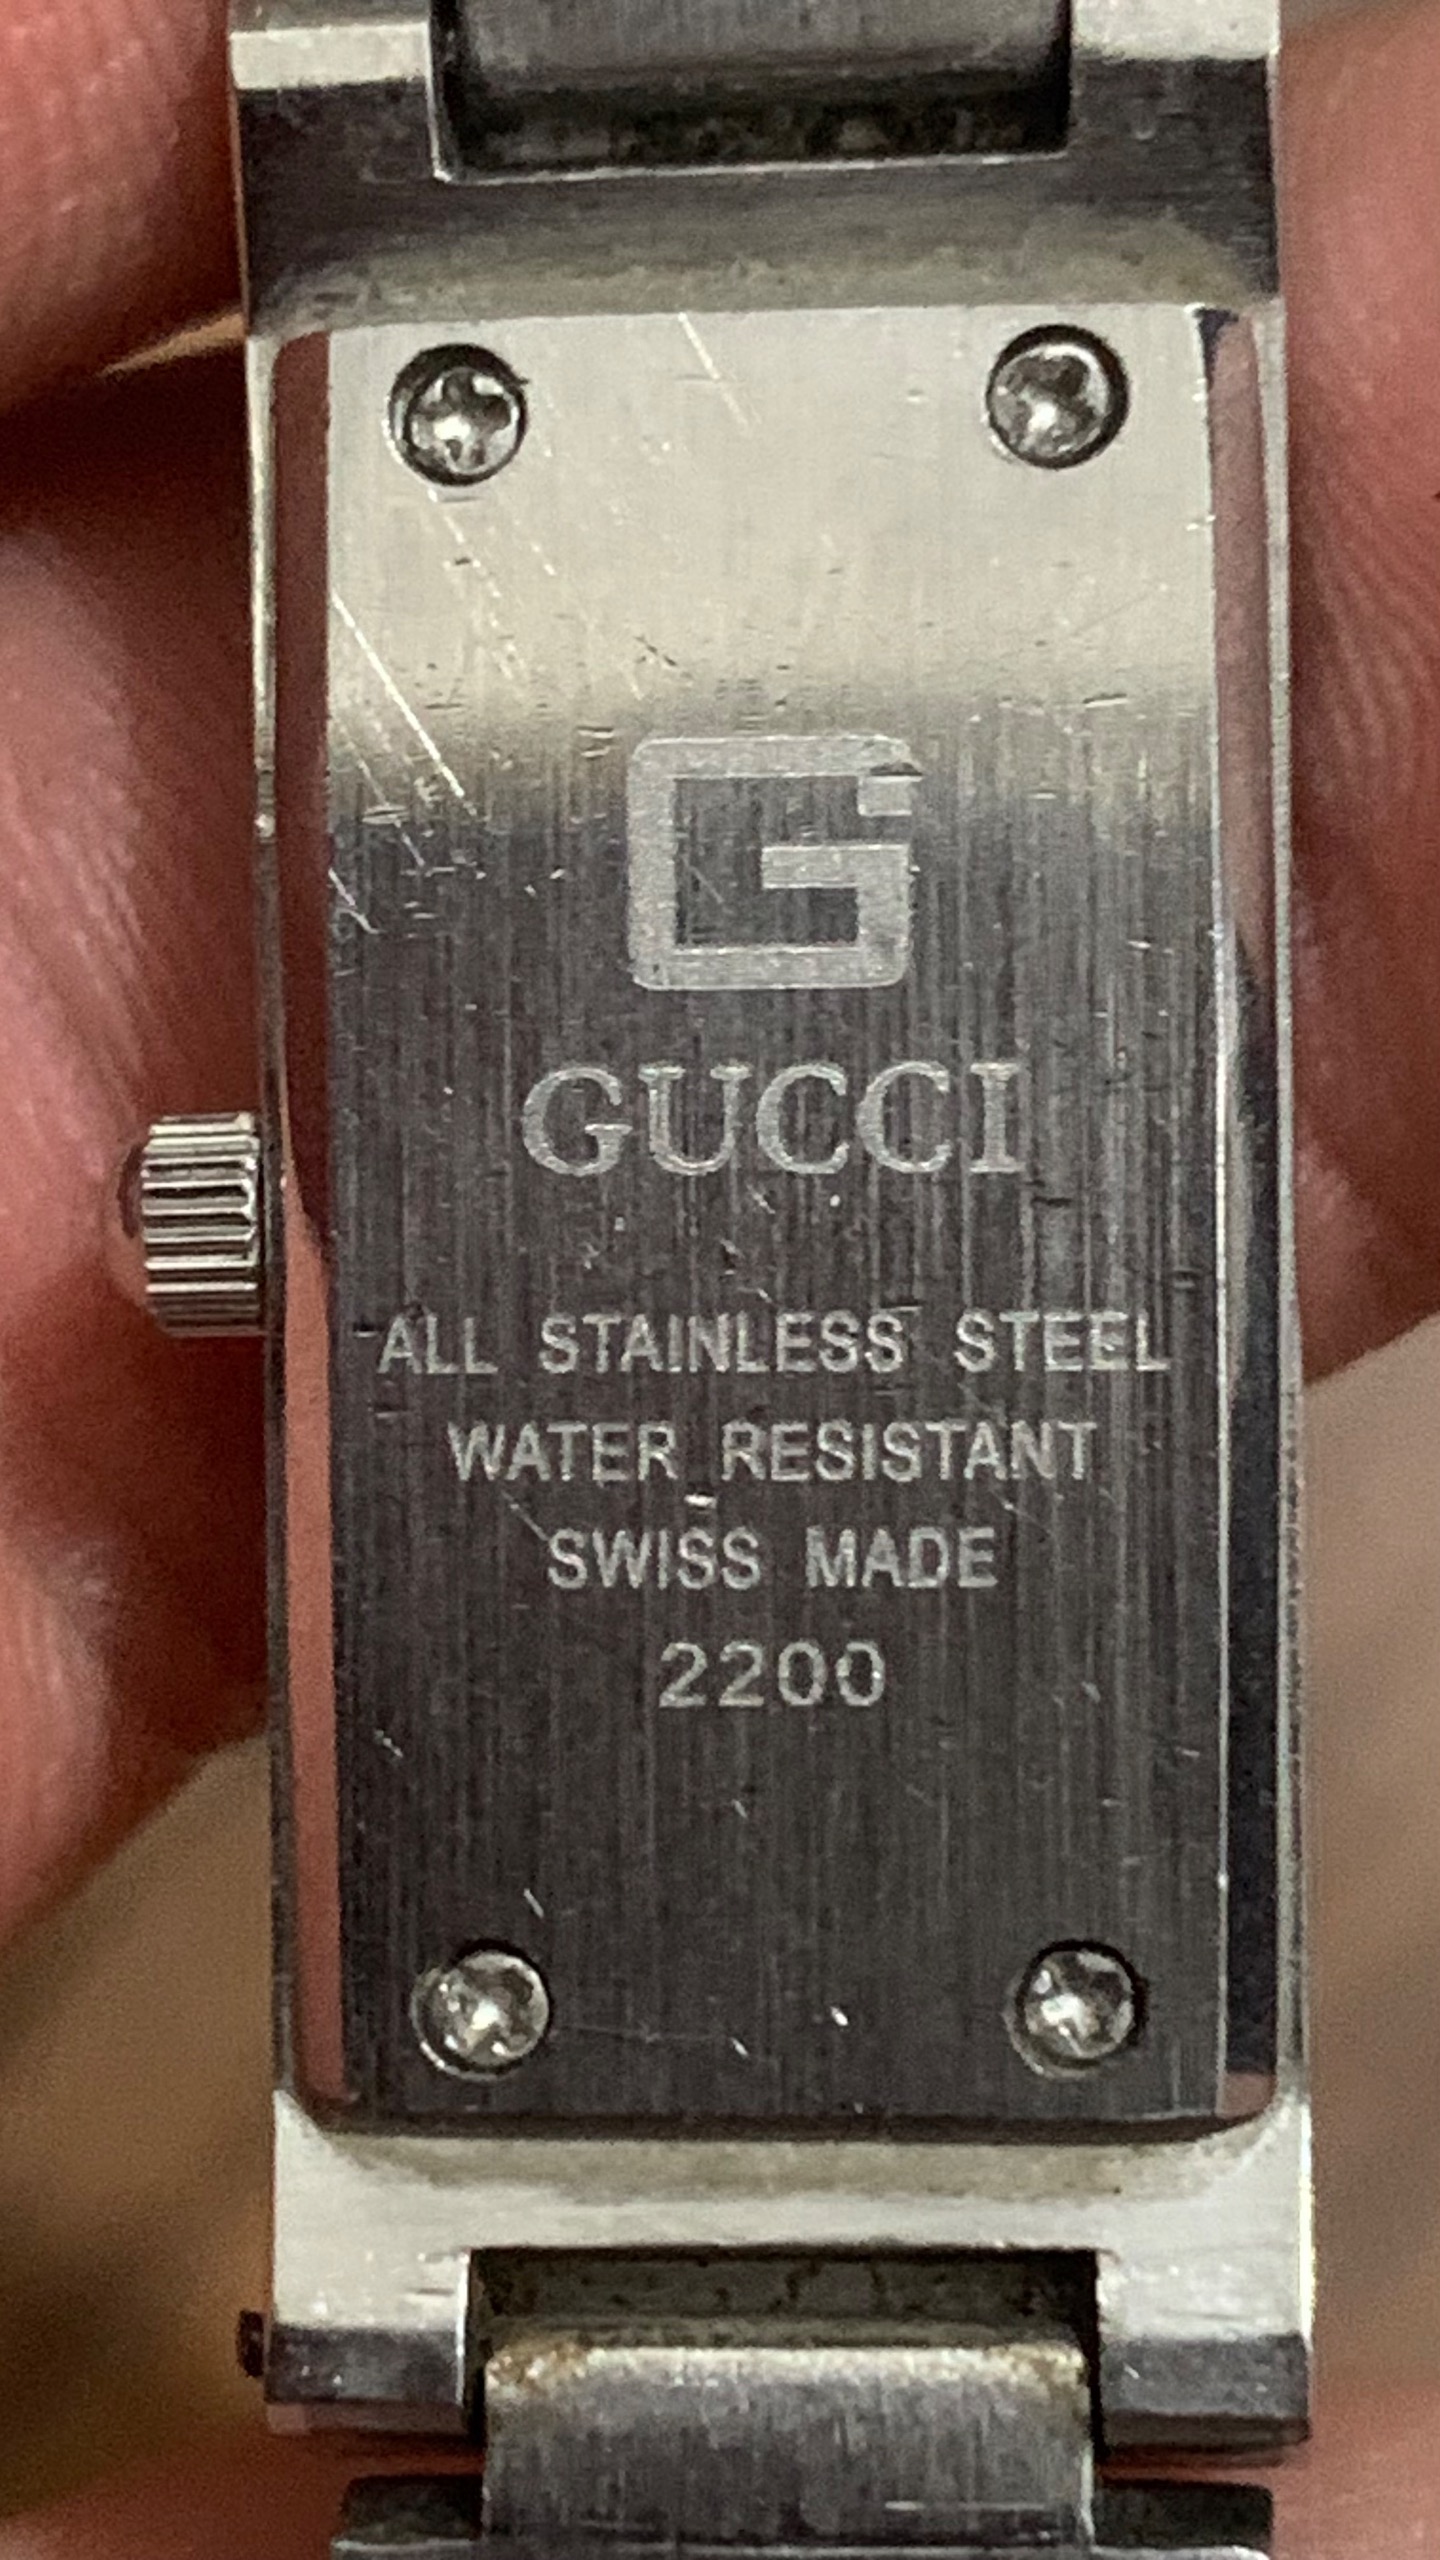 G
GUCCI
ALL STAINLESS STEEL
WATER RESISTANT
SWISS MADE
2200